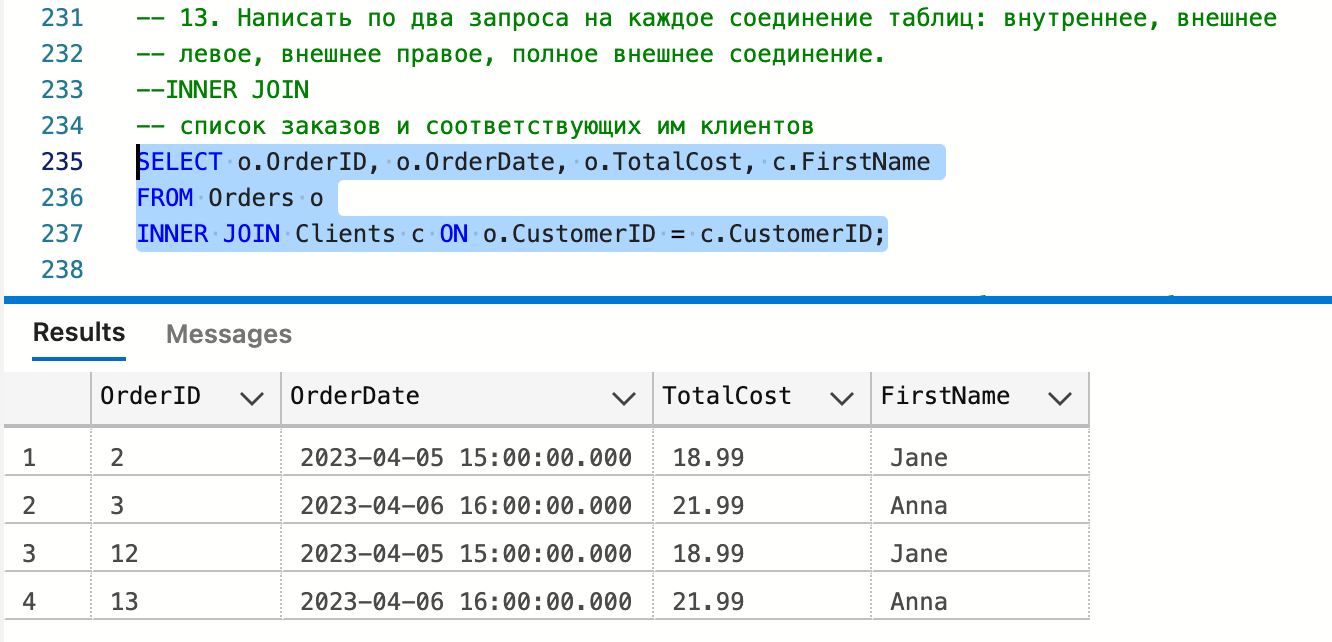 231 -- 13. Написать по два запроса на каждое соединение таблиц: внутреннее, внешнее
232 -- левое, внешнее правое, полное внешнее соединение.
233 --INNER JOIN
234 -- список заказов и соответствующих им клиентов
235 SELECT o.OrderID, o.OrderDate, o.TotalCost, c.FirstName
236 FROM Orders o
237 INNER JOIN Clients c ON o.CustomerID = c.CustomerID;
238
Results Messages
OrderID OrderDate TotalCost FirstName
1 2 2023-04-05 15:00:00.000 18.99 Jane
2 3 2023-04-06 16:00:00.000 21.99 Anna
3 12 2023-04-05 15:00:00.000 18.99 Jane
4 13 2023-04-06 16:00:00.000 21.99 Anna